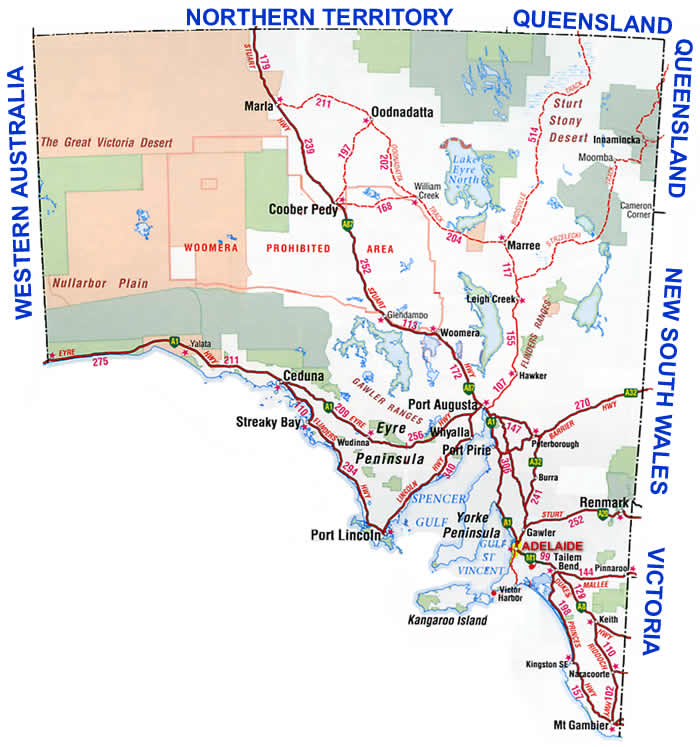 NORTHERN TERRITORY
QUEENSLAND
QUEENSLAND
WESTERN AUSTRALIA
NEW SOUTH WALES
VICTORIA
STUART
179
HWY
Marla
211
Oodnadatta
239
197
202
OODNADATTA
TRACK
514
BIRDSVILLE
TRACK
Sturt
Stony
Desert
Innamincka
Moomba
The Great Victoria Desert
Lake
Eyre
North
William
Creek
Cameron
Corner
Coober Pedy
168
A87
204
STRZELECKI
WOOMERA PROHIBITED AREA
Marree
117
252
STUART
Nullarbor Plain
Leigh Creek
Glendambo
113
Woomera
155
FLINDERS RANGES
EYRE
275
A1
Yalata
HWY
211
172
HWY
A87
107
Hawker
Ceduna
GAWLER RANGES
Port Augusta
270
A32
BARRIER
HWY
110
A1
209
EYRE
256
HWY
Eyre
Peninsula
Whyalla
A1
147
Peterborough
Streaky Bay
FLINDERS
Wudinna
Port Pirie
306
A32
Burra
294
HWY
LINCOLN
HWY
340
241
SPENCER
GULF
Renmark
Port Lincoln
Yorke
Peninsula
A1
Gawler
STURT
252
A20
GULF
ST
VINCENT
ADELAIDE
99
Tailem
Bend
144
MALLEE
Pinnaroo
Victor
Harbor
Kangaroo Island
DUKES
129
A8
198
PRINCES
Keith
HWY
110
RIDDOCH
Kingston SE
Naracoorte
157
HWY
102
HWY
Mt Gambier